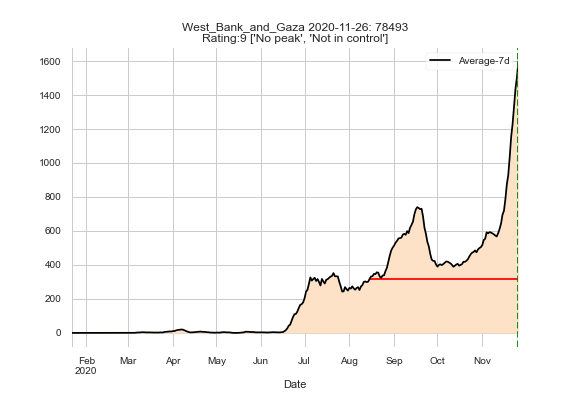 West_Bank_and_Gaza 2020-11-26: 78493
Rating:9 ['No peak', 'Not in control']
Average-7d
1600
1400
1200
1000
800
600
400
200
0
Feb Mar Apr May Jun Jul Aug Sep Oct Nov
2020
Date